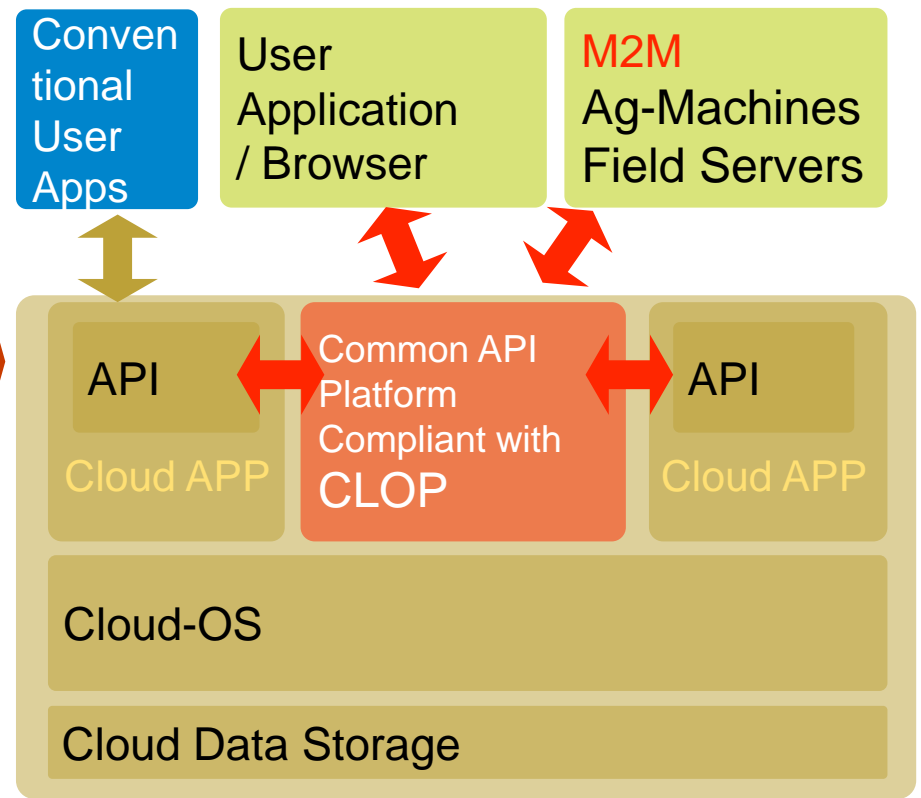 Conven
tional
User
Apps
User
Application
/ Browser
M2M
Ag-Machines
Field Servers
API
Cloud APP
Common API
Platform
Compliant with
CLOP
API
Cloud APP
Cloud-OS
Cloud Data Storage